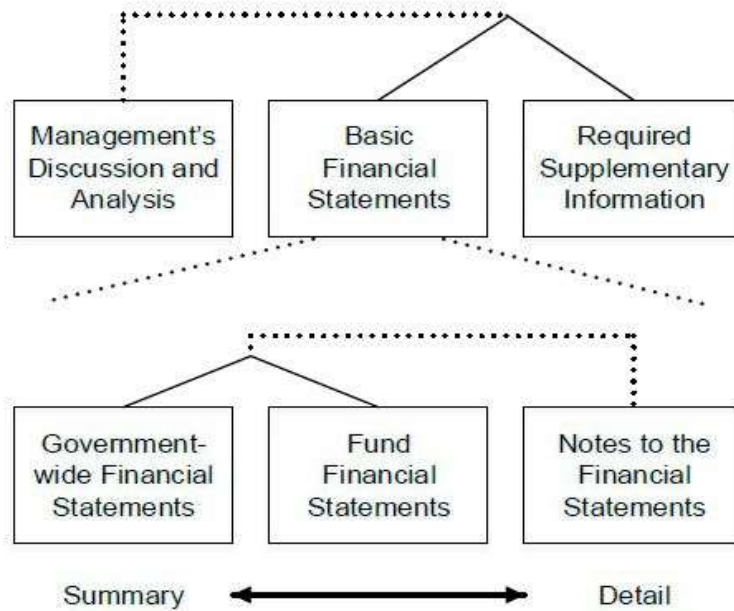 Management's
Discussion and
Analysis
Basic
Financial
Statements
Required
Supplementary
Information
Government-
wide Financial
Statements
Fund
Financial
Statements
Notes to the
Financial
Statements
Summary
Detail